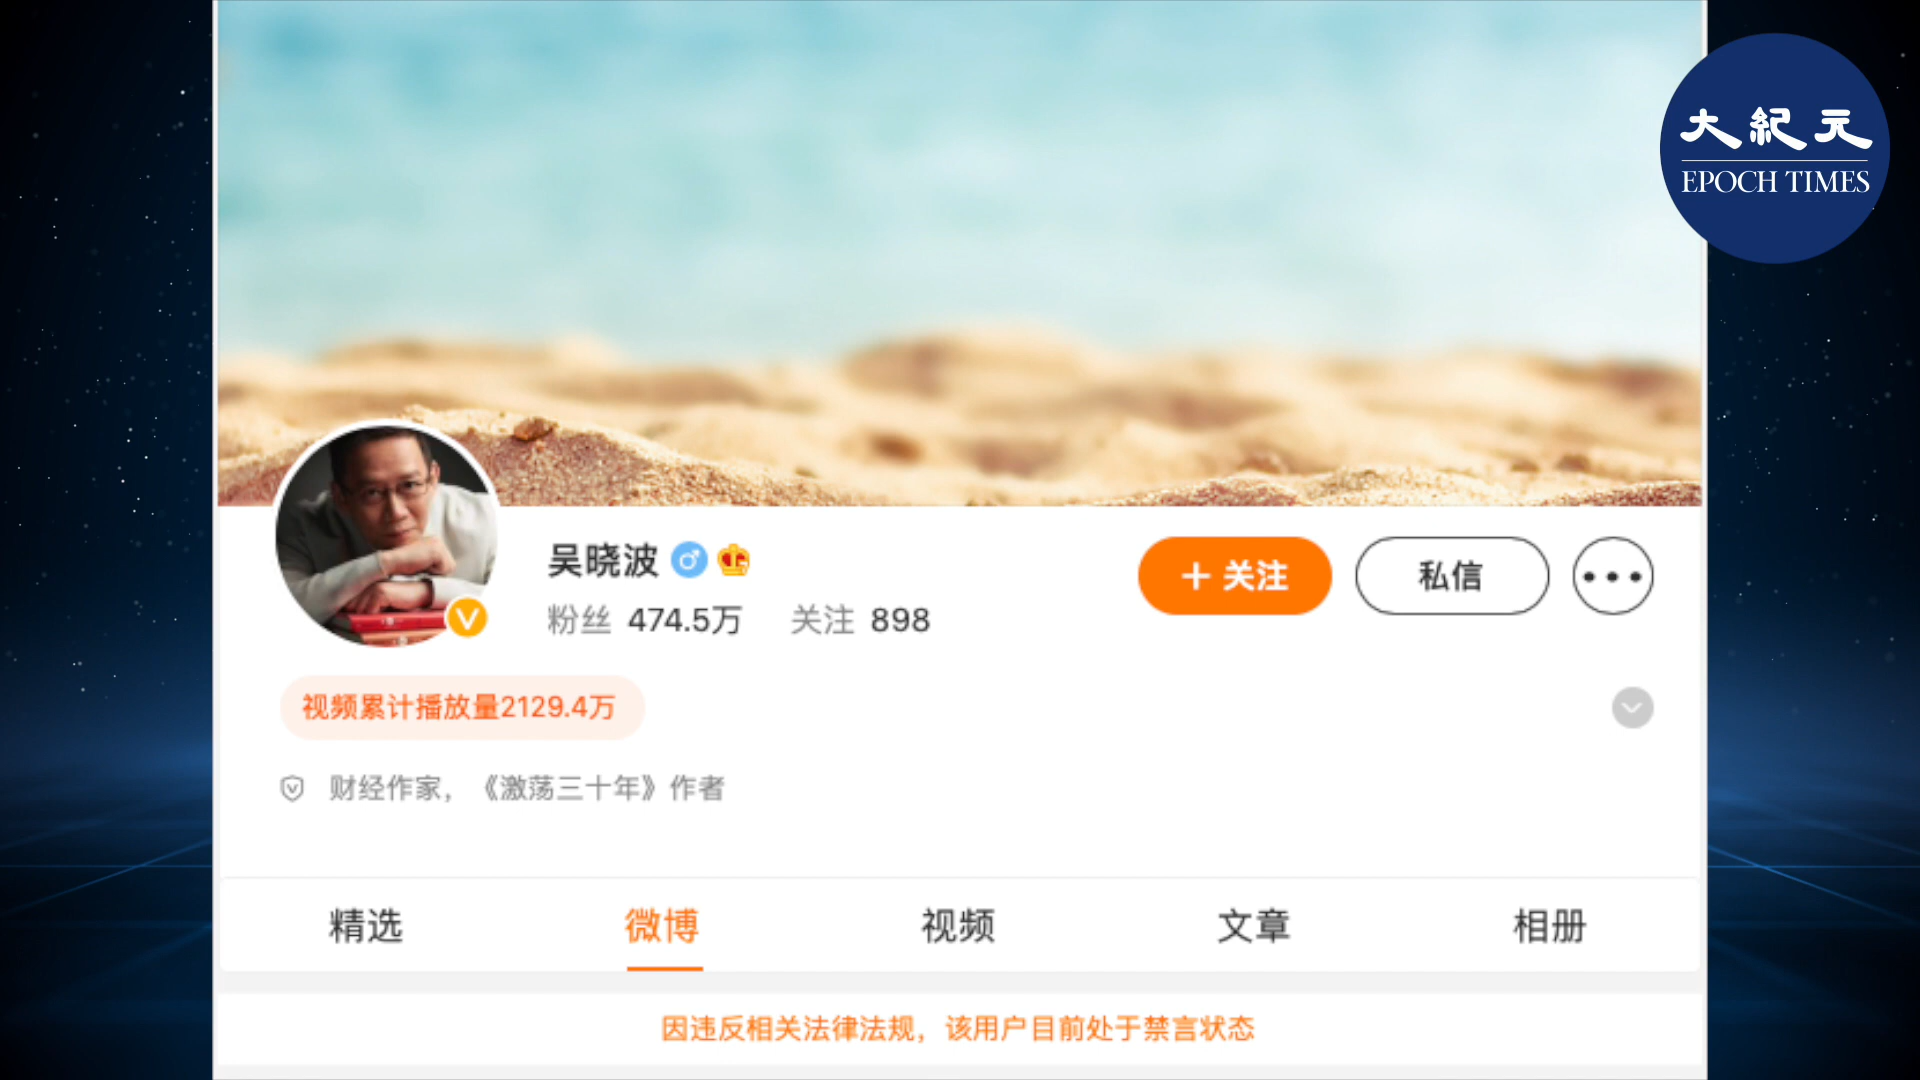 大紀元
EPOCH TIMES
吴晓波
粉丝 474.5万 关注 898
+ 关注
私信
视频累计播放量2129.4万
财经作家，《激荡三十年》作者
精选 微博 视频 文章 相册
因违反相关法律法规，该用户目前处于禁言状态